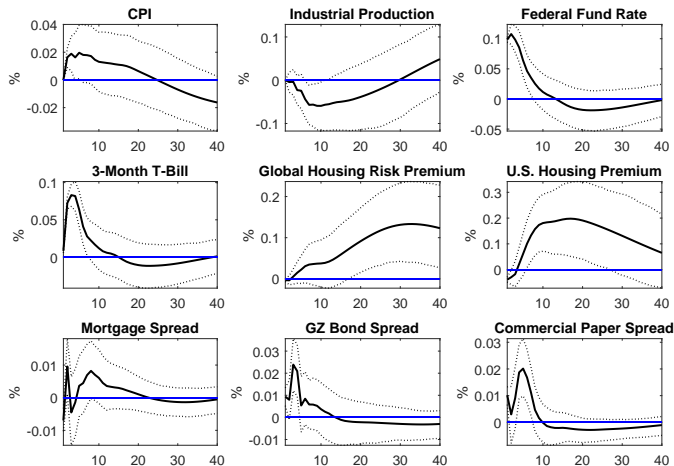 CPI
0.04
0.02
0
-0.02
%
10 20 30 40
Industrial Production
0.1
0
-0.1
%
10 20 30 40
Federal Fund Rate
0.1
0.05
0
-0.05
%
10 20 30 40
3-Month T-Bill
0.1
0.05
0
%
10 20 30 40
Global Housing Risk Premium
0.2
0.1
0
%
10 20 30 40
U.S. Housing Premium
0.3
0.2
0.1
0
%
10 20 30 40
Mortgage Spread
0.01
0
-0.01
%
10 20 30 40
GZ Bond Spread
0.03
0.02
0.01
0
-0.01
%
10 20 30 40
Commercial Paper Spread
0.03
0.02
0.01
0
%
10 20 30 40